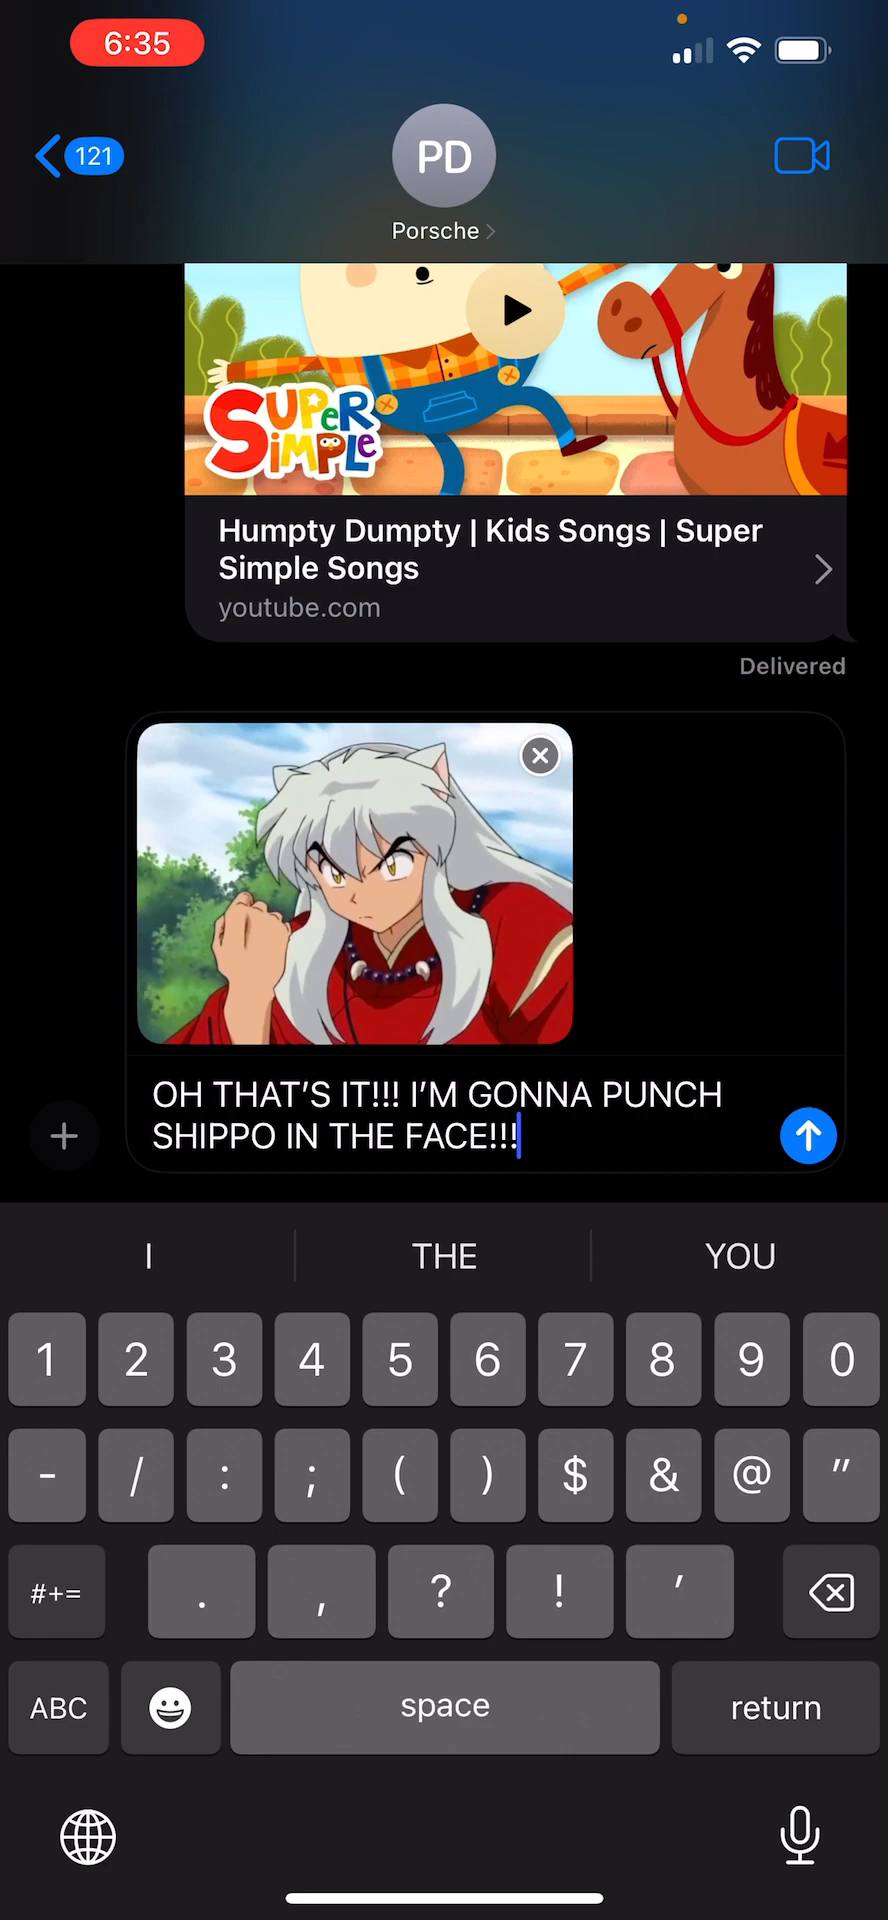 6:35
121
PD
Porsche
SUPeR
SiMPLe
Humpty Dumpty | Kids Songs | Super
Simple Songs
youtube.com
Delivered
OH THAT’S IT!!! I’M GONNA PUNCH
SHIPPO IN THE FACE!!!
I THE YOU
1 2 3 4 5 6 7 8 9 0
- / : ; ( ) $ & @ "
#+= . , ? ! ’
ABC space return